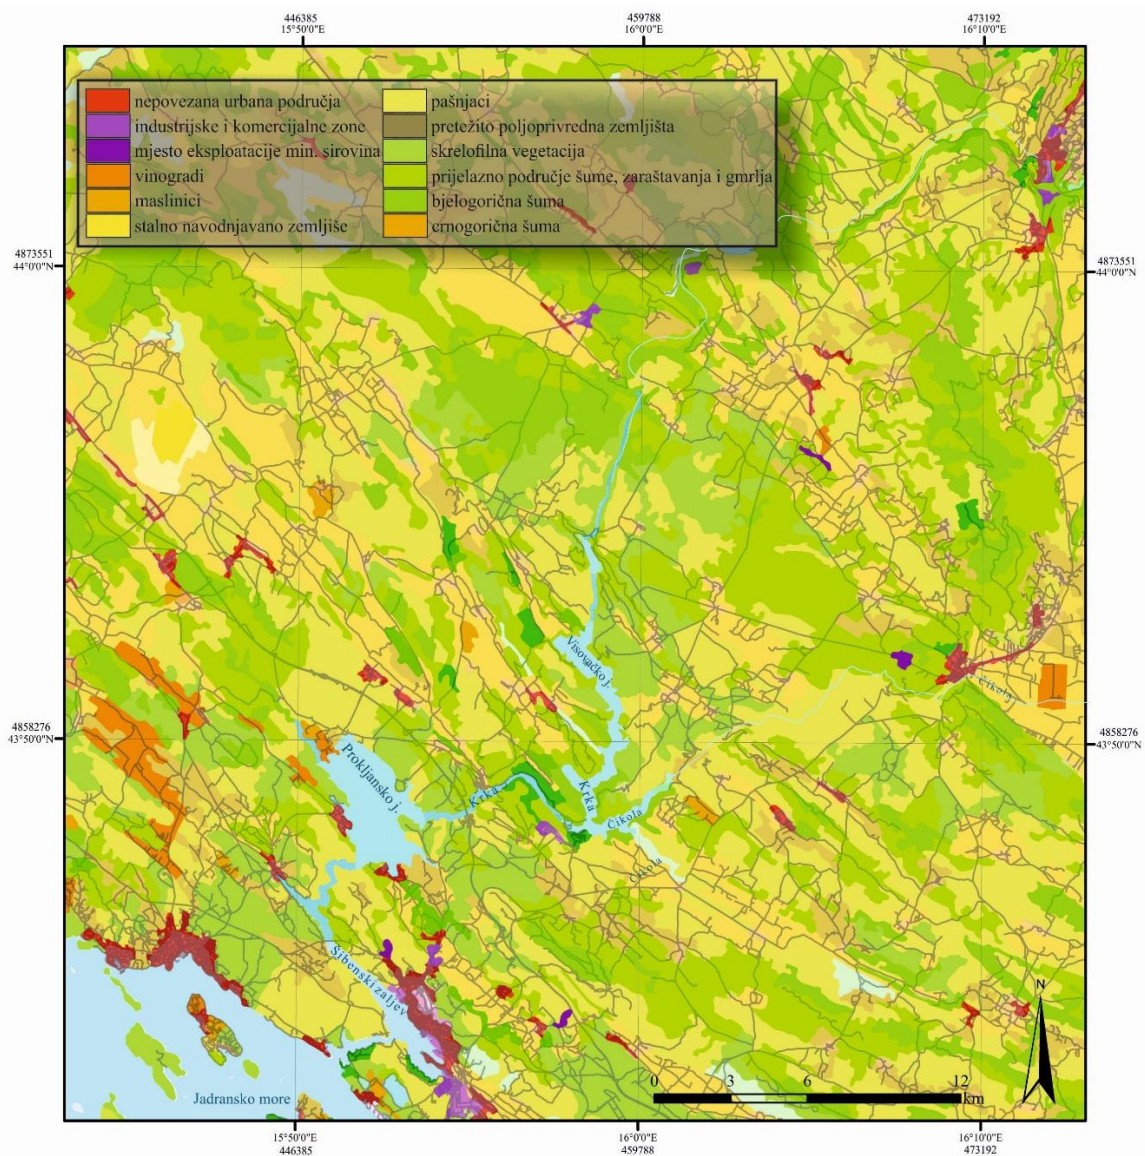 446385 459788 473192
15°50'0"E 16°0'0"E 16°10'0"E
nepovezana urbana područja
industrijske i komercijalne zone
mjesto eksploatacije min. sirovina
vinogradi
maslinici
stalno navodnjavano zemljiše
pašnjaci
pretežito poljoprivredna zemljišta
skrelofilna vegetacija
prijelazno područje šume, zaraštavanja i gmrlja
bjelogorična šuma
crnogorična šuma
4873551 4873551
44°0'0"N 44°0'0"N
Visovačko j.
Čikola
4858276 4858276
43°50'0"N 43°50'0"N
Prokljansko j.
Krka
Krka
Čikola
Čikola
Šibenski zaljev
Jadransko more
N
0 3 6 12
km
15°50'0"E 16°0'0"E 16°10'0"E
446385 459788 473192